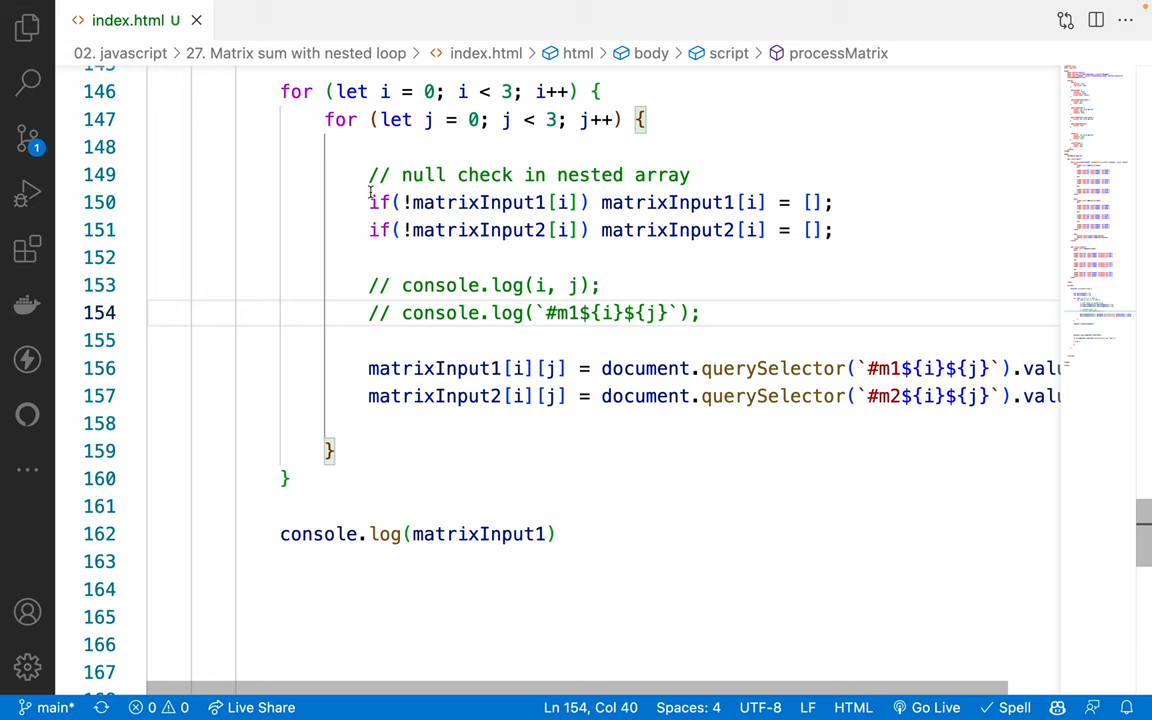 index.html U
02. javascript > 27. Matrix sum with nested loop > index.html > html > body > script > processMatrix
146 for (let i = 0; i < 3; i++) {
147 for (let j = 0; j < 3; j++) {
148
149 // null check in nested array
150 if(!matrixInput1[i]) matrixInput1[i] = [];
151 if(!matrixInput2[i]) matrixInput2[i] = [];
152
153 // console.log(i, j);
154 // console.log(`#m1${i}${j}`);
155
156 matrixInput1[i][j] = document.querySelector(`#m1${i}${j}`).valu
157 matrixInput2[i][j] = document.querySelector(`#m2${i}${j}`).valu
158
159 }
160 }
161
162 console.log(matrixInput1)
163
164
165
166
167
1
main* 0 0 Live Share Ln 154, Col 40 Spaces: 4 UTF-8 LF HTML Go Live Spell